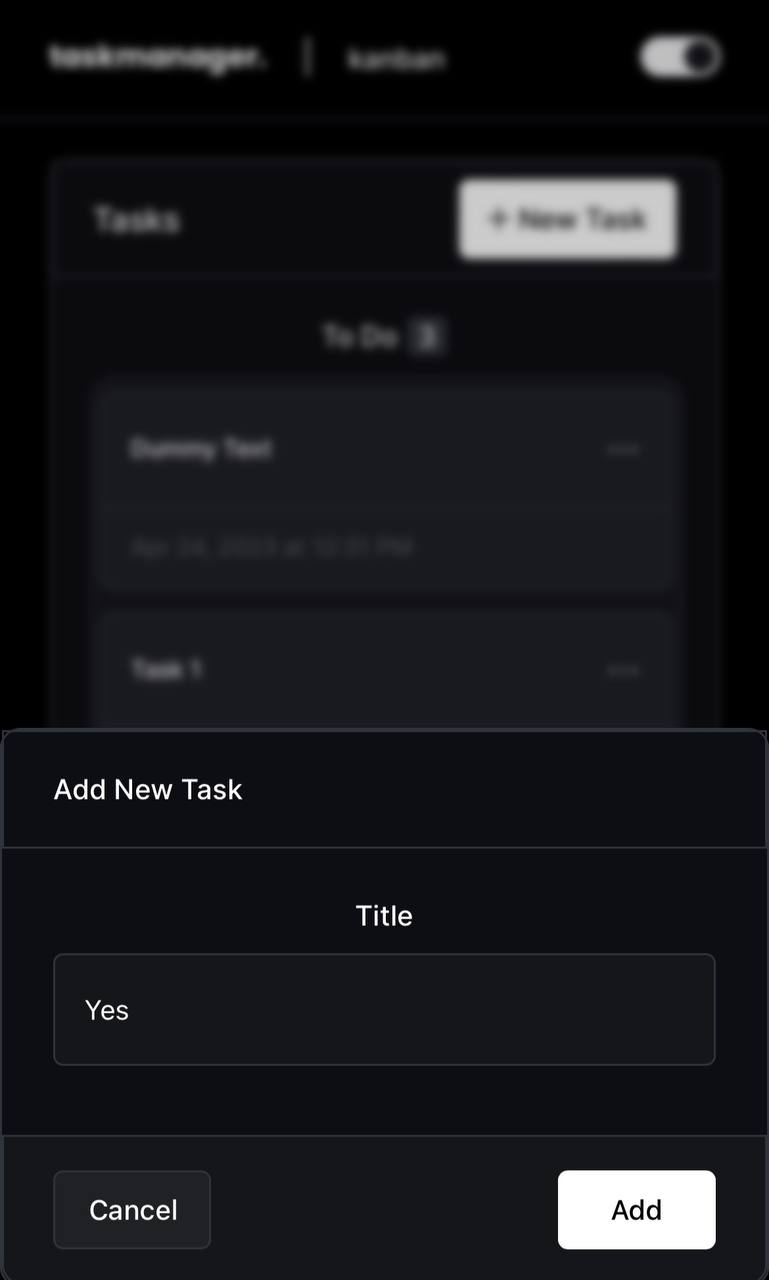 taskmanager. | kanban
Tasks
+ New Task
To Do 3
Dummy Text
...
Apr 24, 2023 at 12:51 PM
Task 1
...
Add New Task
Title
Yes
Cancel
Add